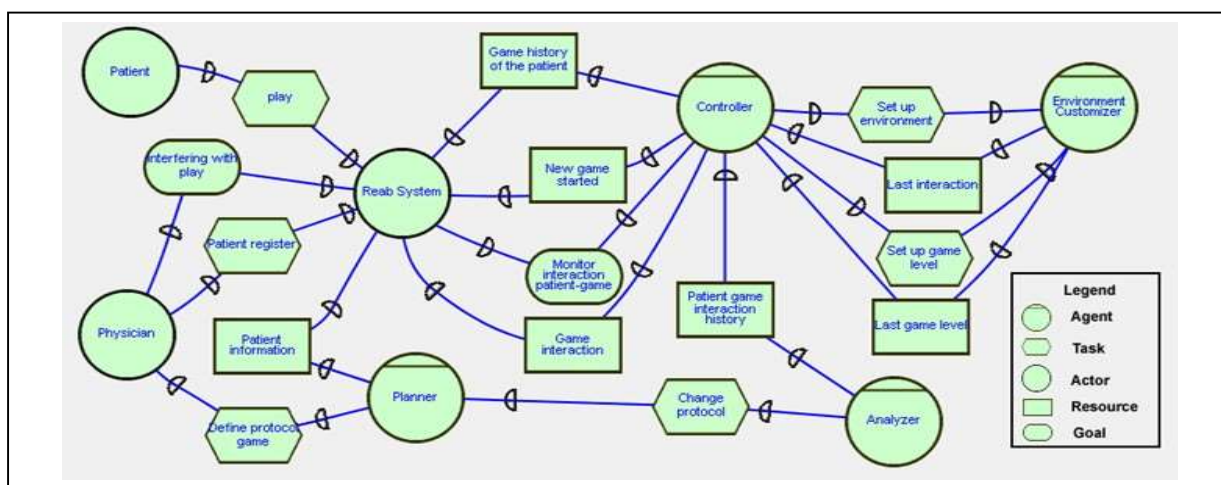 Patient
play
Game history
of the patient
Controller
Set up
environment
Environment
Customizer
Interfering with
play
Reab System
New game
started
Last interaction
Patient register
Monitor
interaction
patient-game
Set up game
level
Physician
Patient
information
Game
interaction
Patient game
interaction
history
Last game level
Planner
Change
protocol
Analyzer
Define protocol
game
Legend
Agent
Task
Actor
Resource
Goal